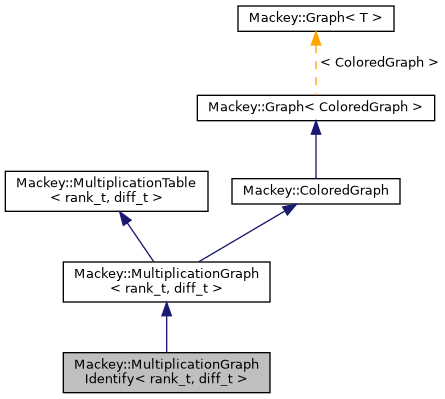 Mackey::Graph< T >
< ColoredGraph >
Mackey::Graph< ColoredGraph >
Mackey::MultiplicationTable
< rank_t, diff_t >
Mackey::ColoredGraph
Mackey::MultiplicationGraph
< rank_t, diff_t >
Mackey::MultiplicationGraph
Identify< rank_t, diff_t >